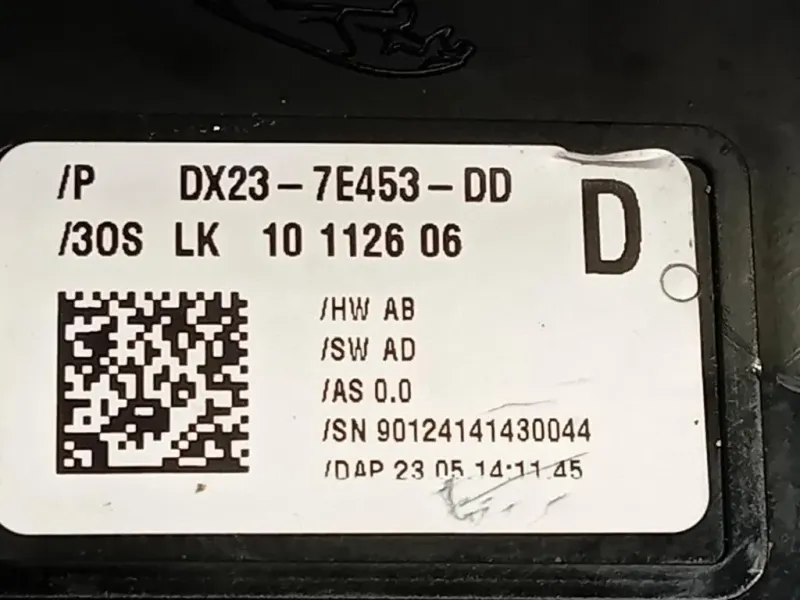 /P DX23-7E453-DD
D
/3OS LK 10 1126 06
/HW AB
/SW AD
/AS 0.0
/SN 90124141430044
/DAP 23 05 14:11:45